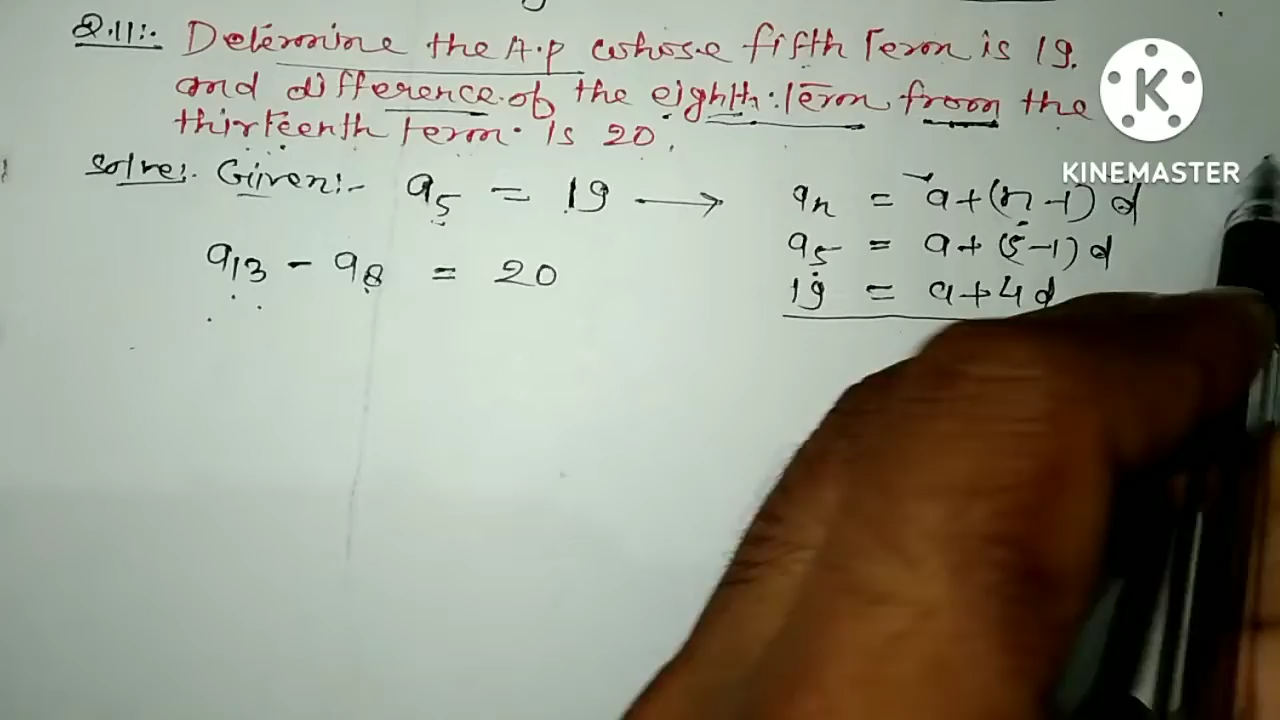 Q.11:. Determine the A.P whose fifth Term is 19.
and difference of the eighth term from the
thirteenth term is 20.
Solve:. Given:- a5 = 19 ⟶ an = a+(n-1)d
a13 - a8 = 20 a5 = a+(5-1)d
19 = a+4d
K
KINEMASTER